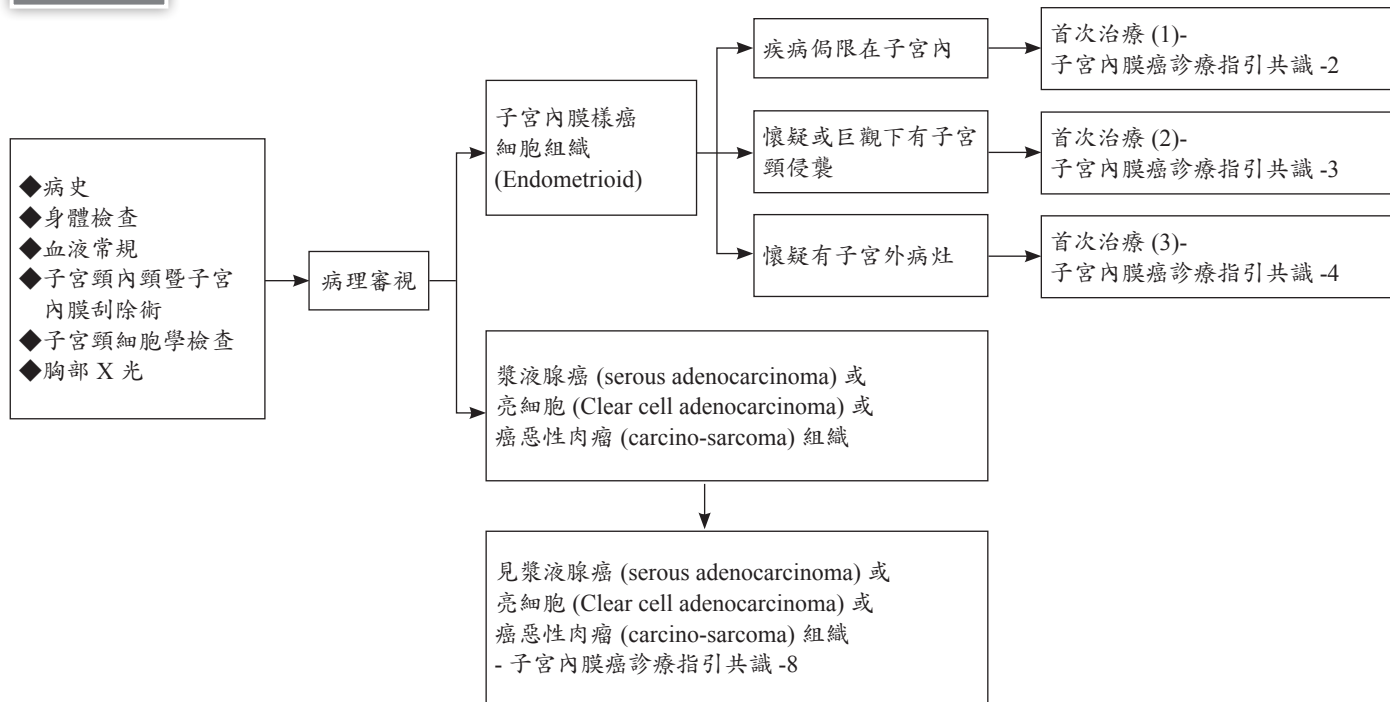 ◆病史
◆身體檢查
◆血液常規
◆子宮頸內頸暨子宮
內膜刮除術
◆子宮頸細胞學檢查
◆胸部 X 光
病理審視
子宮內膜樣癌
細胞組織
(Endometrioid)
疾病侷限在子宮內
首次治療 (1)-
子宮內膜癌診療指引共識 -2
懷疑或巨觀下有子宮
頸侵襲
首次治療 (2)-
子宮內膜癌診療指引共識 -3
懷疑有子宮外病灶
首次治療 (3)-
子宮內膜癌診療指引共識 -4
漿液腺癌 (serous adenocarcinoma) 或
亮細胞 (Clear cell adenocarcinoma) 或
癌惡性肉瘤 (carcino-sarcoma) 組織
見漿液腺癌 (serous adenocarcinoma) 或
亮細胞 (Clear cell adenocarcinoma) 或
癌惡性肉瘤 (carcino-sarcoma) 組織
- 子宮內膜癌診療指引共識 -8